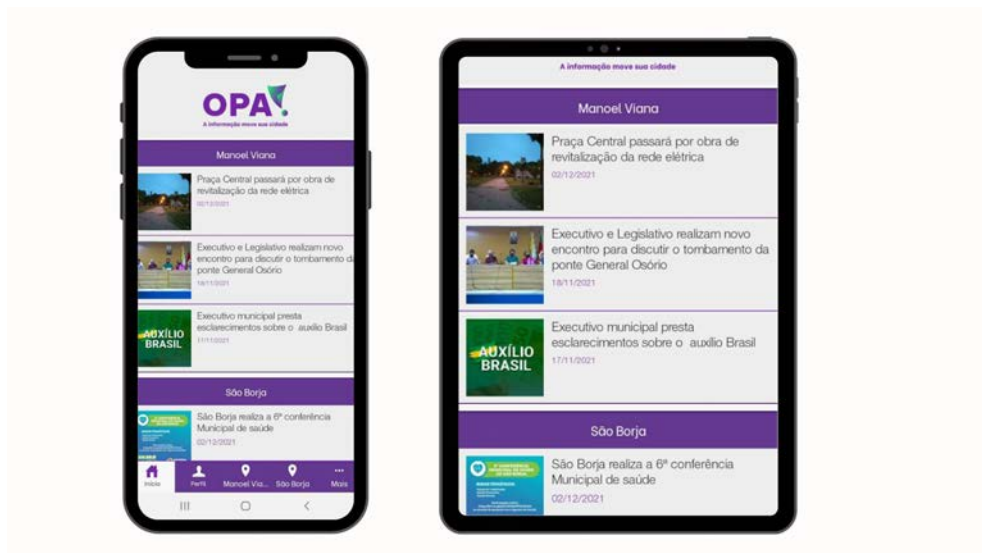 OPA!
A informação move sua cidade
Manoel Viana
Praça Central passará por obra de
revitalização da rede elétrica
02/12/2021
Executivo e Legislativo realizam novo
encontro para discutir o tombamento da
ponte General Osório
18/11/2021
AUXÍLIO
BRASIL
Executivo municipal presta
esclarecimentos sobre o auxílio Brasil
17/11/2021
São Borja
São Borja realiza a 6ª conferência
Municipal de saúde
02/12/2021
Início
Perfil
Manoel Via...
São Borja
Mais
A informação move sua cidade
Manoel Viana
Praça Central passará por obra de
revitalização da rede elétrica
02/12/2021
Executivo e Legislativo realizam novo
encontro para discutir o tombamento da
ponte General Osório
18/11/2021
AUXÍLIO
BRASIL
Executivo municipal presta
esclarecimentos sobre o auxílio Brasil
17/11/2021
São Borja
São Borja realiza a 6ª conferência
Municipal de saúde
02/12/2021